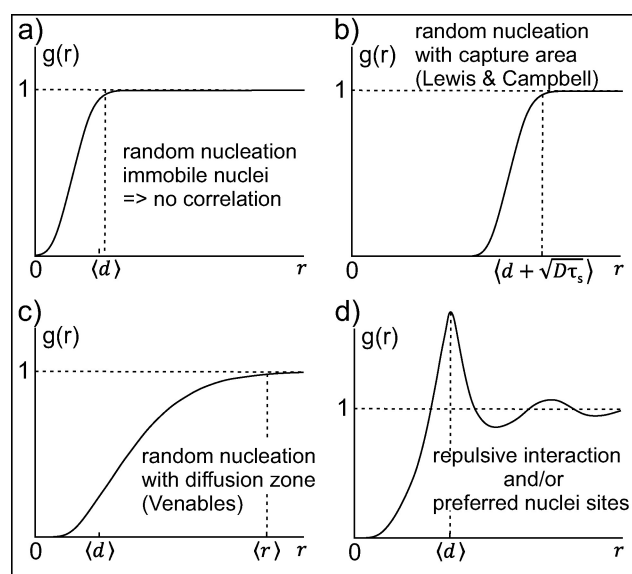 a)
g(r)
1
random nucleation
immobile nuclei
=> no correlation
0
⟨d⟩
r
b)
random nucleation
with capture area
(Lewis & Campbell)
g(r)
1
0
⟨d + √Dτs⟩
r
c)
g(r)
1
random nucleation
with diffusion zone
(Venables)
0
⟨d⟩
⟨r⟩
r
d)
g(r)
1
repulsive interaction
and/or
preferred nuclei sites
0
⟨d⟩
r